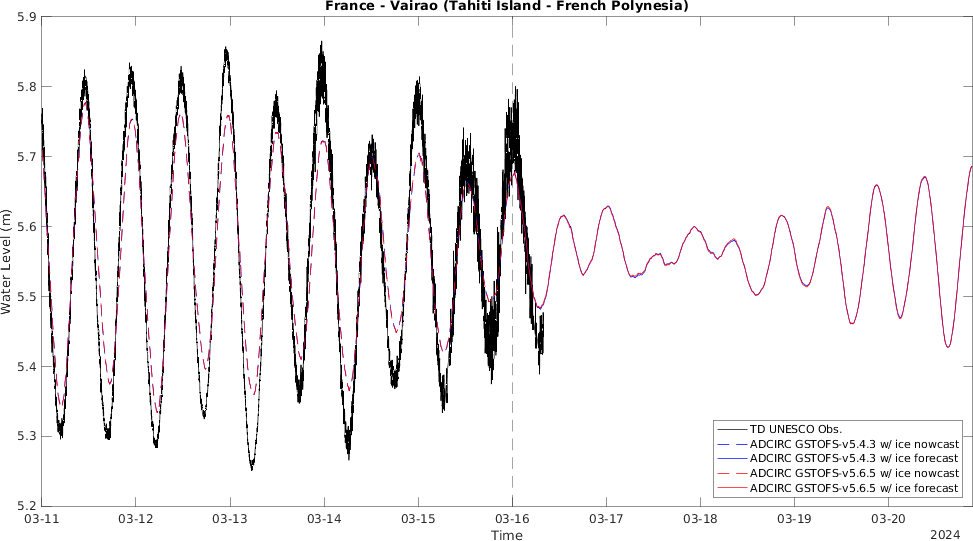 France - Vairao (Tahiti Island - French Polynesia)
5.9
5.8
5.7
5.6
5.5
5.4
5.3
5.2
Water Level (m)
03-11 03-12 03-13 03-14 03-15 03-16 03-17 03-18 03-19 03-20
Time
2024
TD UNESCO Obs.
ADCIRC GSTOFS-v5.4.3 w/ ice nowcast
ADCIRC GSTOFS-v5.4.3 w/ ice forecast
ADCIRC GSTOFS-v5.6.5 w/ ice nowcast
ADCIRC GSTOFS-v5.6.5 w/ ice forecast